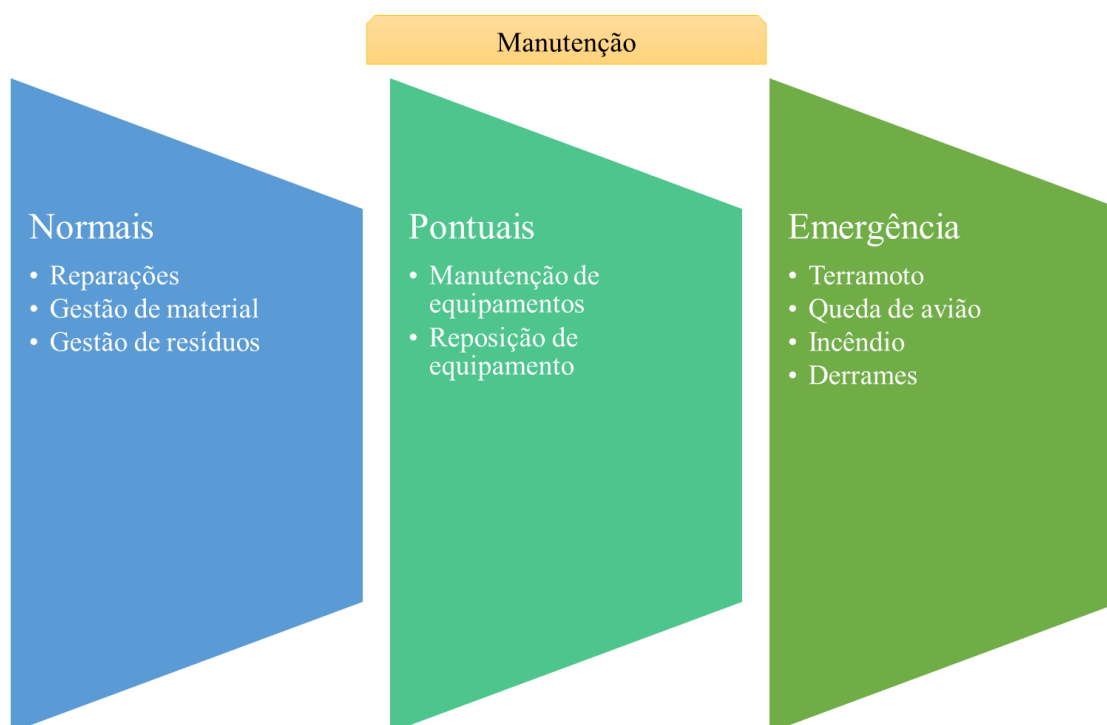 Manutenção
Normais
• Reparações
• Gestão de material
• Gestão de resíduos
Pontuais
• Manutenção de
equipamentos
• Reposição de
equipamento
Emergência
• Terramoto
• Queda de avião
• Incêndio
• Derrames